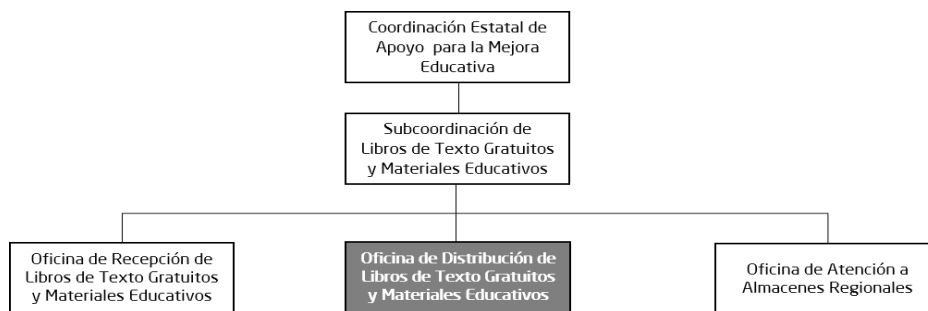 Coordinación Estatal de
Apoyo para la Mejora
Educativa
Subcoordinación de
Libros de Texto Gratuitos
y Materiales Educativos
Oficina de Recepción de
Libros de Texto Gratuitos
y Materiales Educativos
Oficina de Distribución de
Libros de Texto Gratuitos
y Materiales Educativos
Oficina de Atención a
Almacenes Regionales